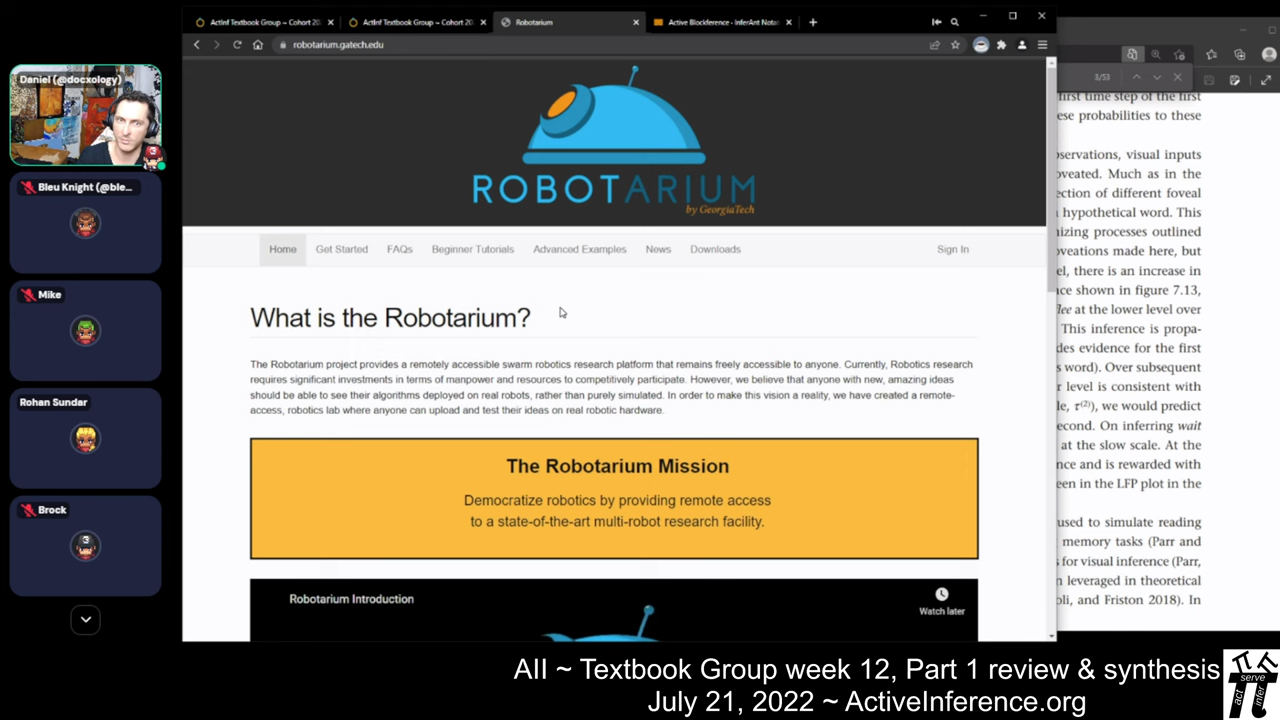 Daniel (@docxology)
Bleu Knight (@ble...
Mike
Rohan Sundar
Brock
ActInf Textbook Group ~ Cohort 2
ActInf Textbook Group ~ Cohort 2
Robotarium
Active Blockference - InferAnt
robotarium.gatech.edu
ROBOTARIUM
by GeorgiaTech
Home Get Started FAQs Beginner Tutorials Advanced Examples News Downloads Sign In
What is the Robotarium?
The Robotarium project provides a remotely accessible swarm robotics research platform that remains freely accessible to anyone. Currently, Robotics research
requires significant investments in terms of manpower and resources to competitively participate. However, we believe that anyone with new, amazing ideas
should be able to see their algorithms deployed on real robots, rather than purely simulated. In order to make this vision a reality, we have created a remote-
access, robotics lab where anyone can upload and test their ideas on real robotic hardware.
The Robotarium Mission
Democratize robotics by providing remote access
to a state-of-the-art multi-robot research facility.
Robotarium Introduction
Watch later
3/53
first time step of the first
ese probabilities to these
servations, visual inputs
oveated. Much as in the
ection of different foveal
hypothetical word. This
nizing processes outlined
veations made here, but
el, there is an increase in
nce shown in figure 7.13,
flee at the lower level over
This inference is propa-
des evidence for the first
s word). Over subsequent
r level is consistent with
le, τ(2)), we would predict
econd. On inferring wait
at the slow scale. At the
nce and is rewarded with
een in the LFP plot in the
used to simulate reading
memory tasks (Parr and
s for visual inference (Parr,
n leveraged in theoretical
oli, and Friston 2018). In
AII ~ Textbook Group week 12, Part 1 review & synthesis
July 21, 2022 ~ ActiveInference.org
serve
act
infer